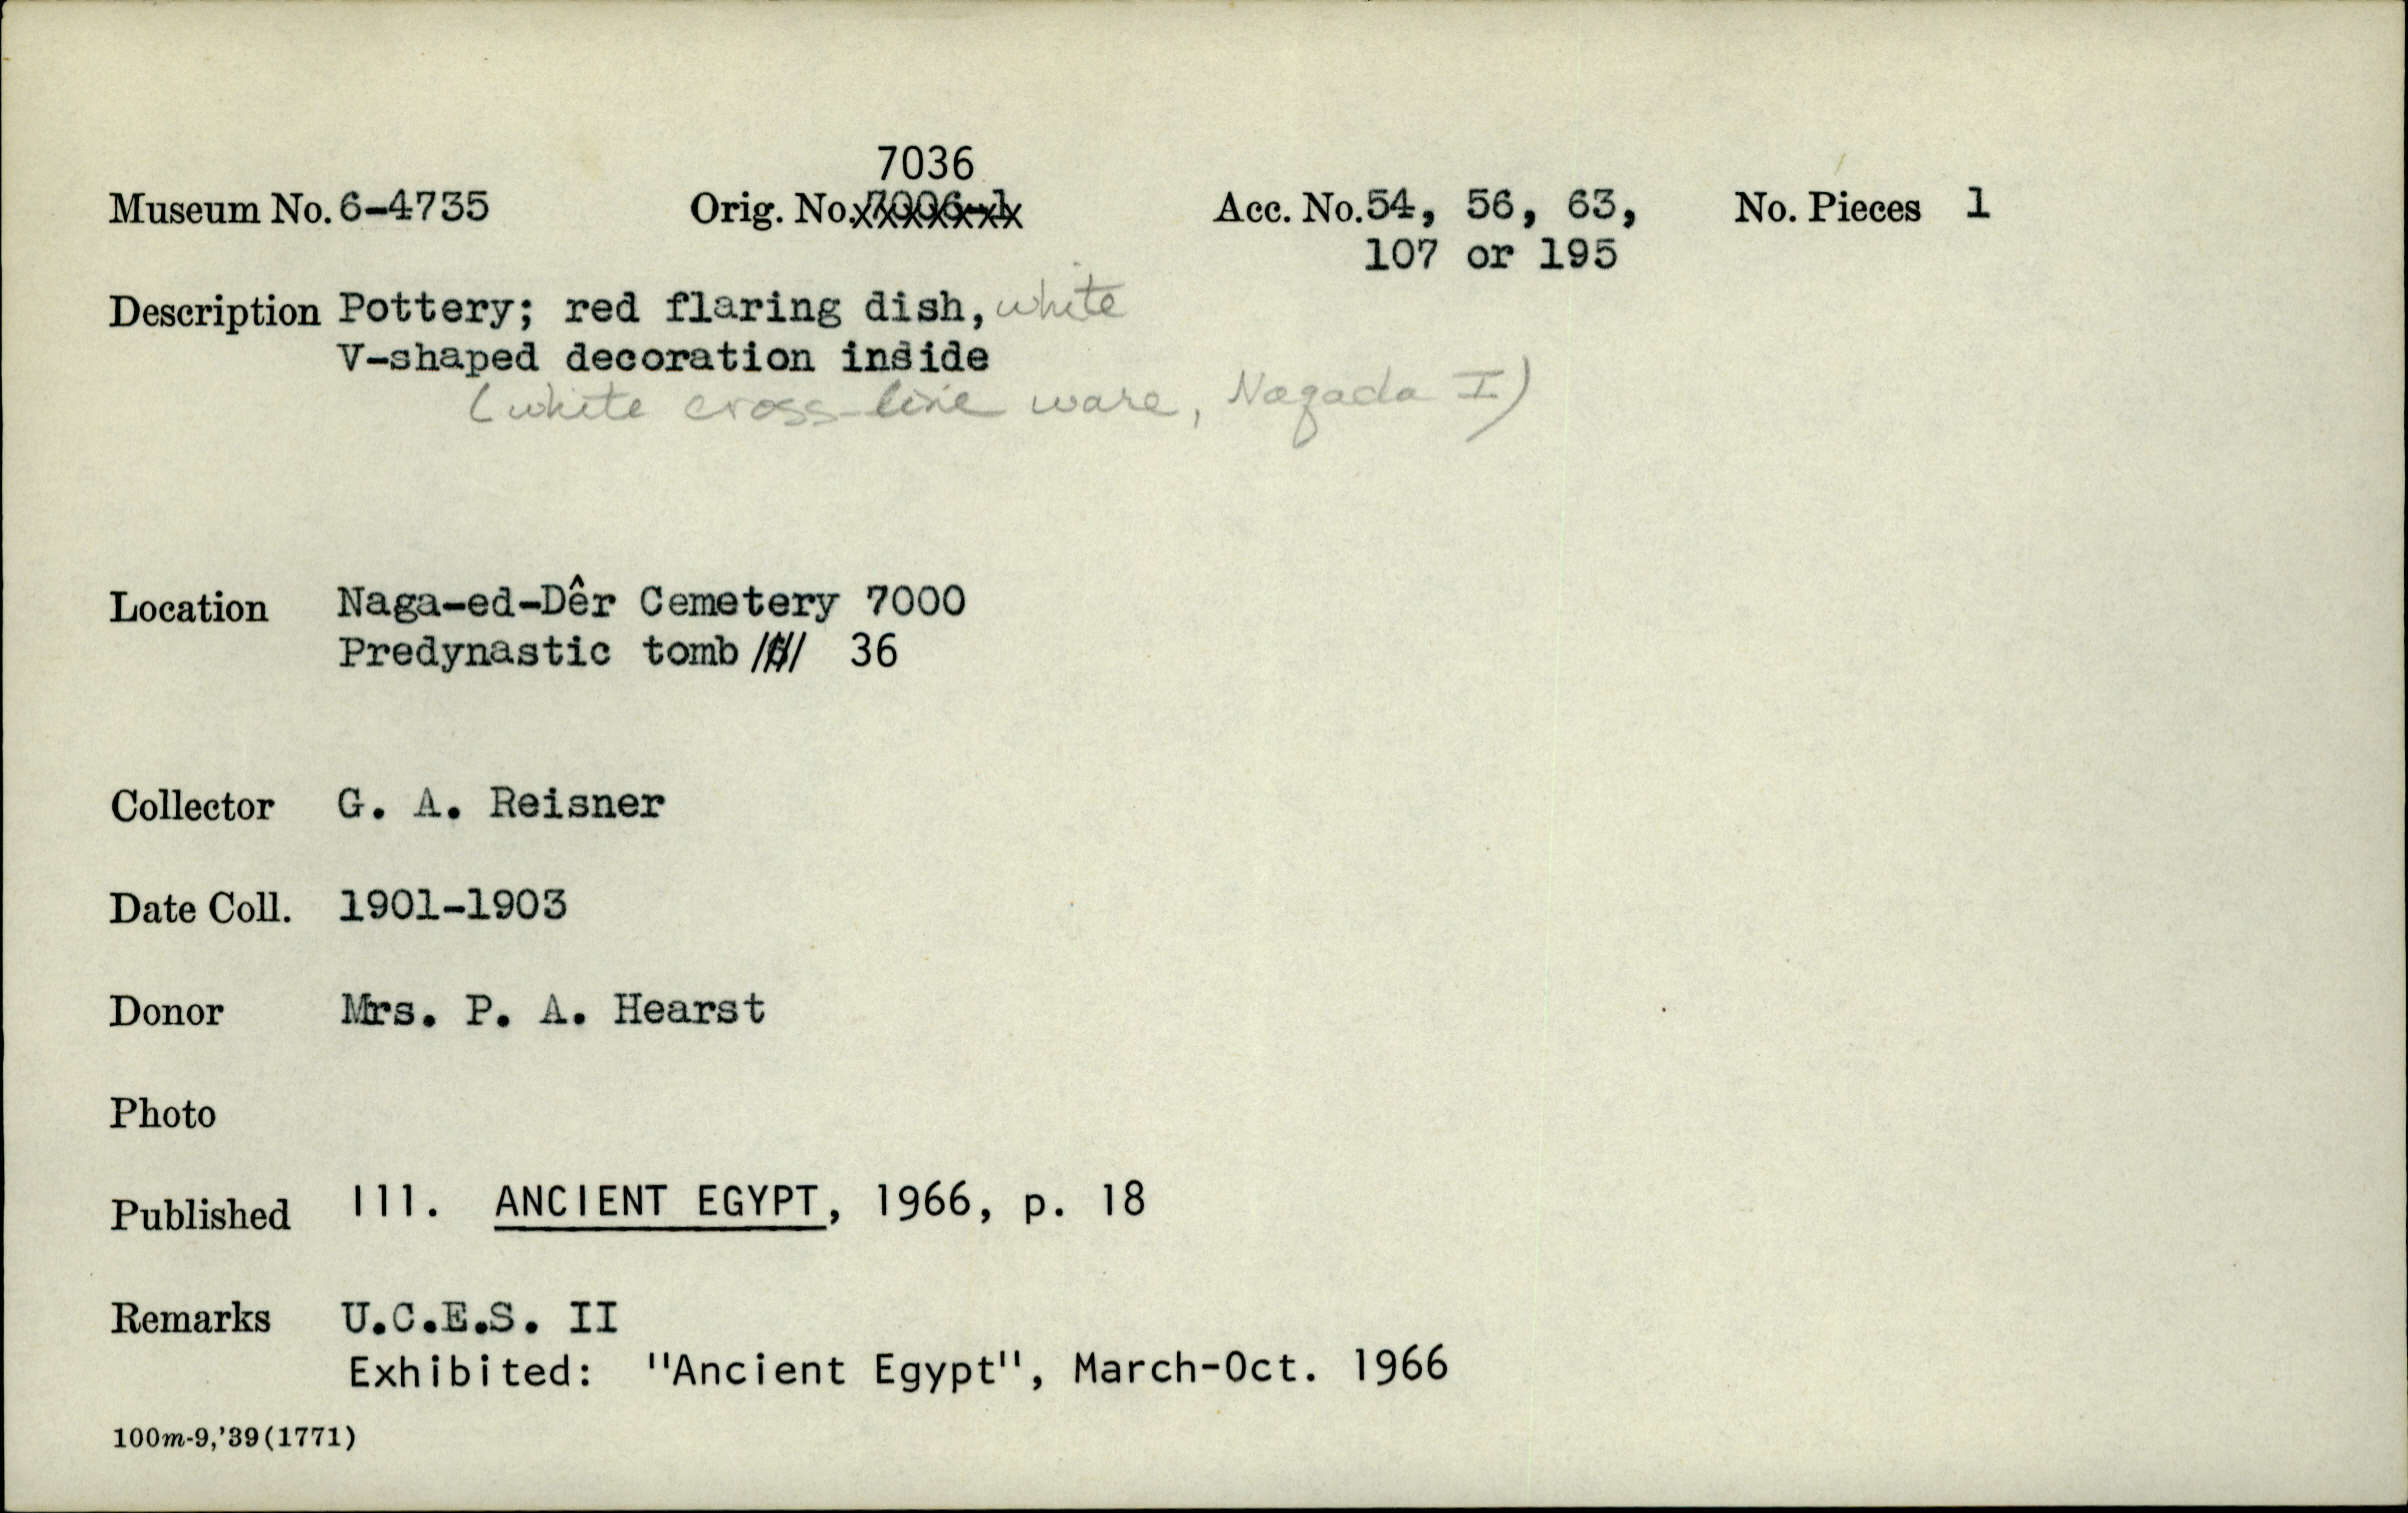 7036
Museum No. 6-4735 Orig. No. 7006-1 Acc. No. 54, 56, 63, No. Pieces 1
107 or 195
Description Pottery; red flaring dish, white
V-shaped decoration inside
(white cross-line ware, Nagada I)
Location Naga-ed-Dêr Cemetery 7000
Predynastic tomb 36
Collector G. A. Reisner
Date Coll. 1901-1903
Donor Mrs. P. A. Hearst
Photo
Published Ill. ANCIENT EGYPT, 1966, p. 18
Remarks U.C.E.S. II
Exhibited: "Ancient Egypt", March-Oct. 1966
100m-9,'39(1771)